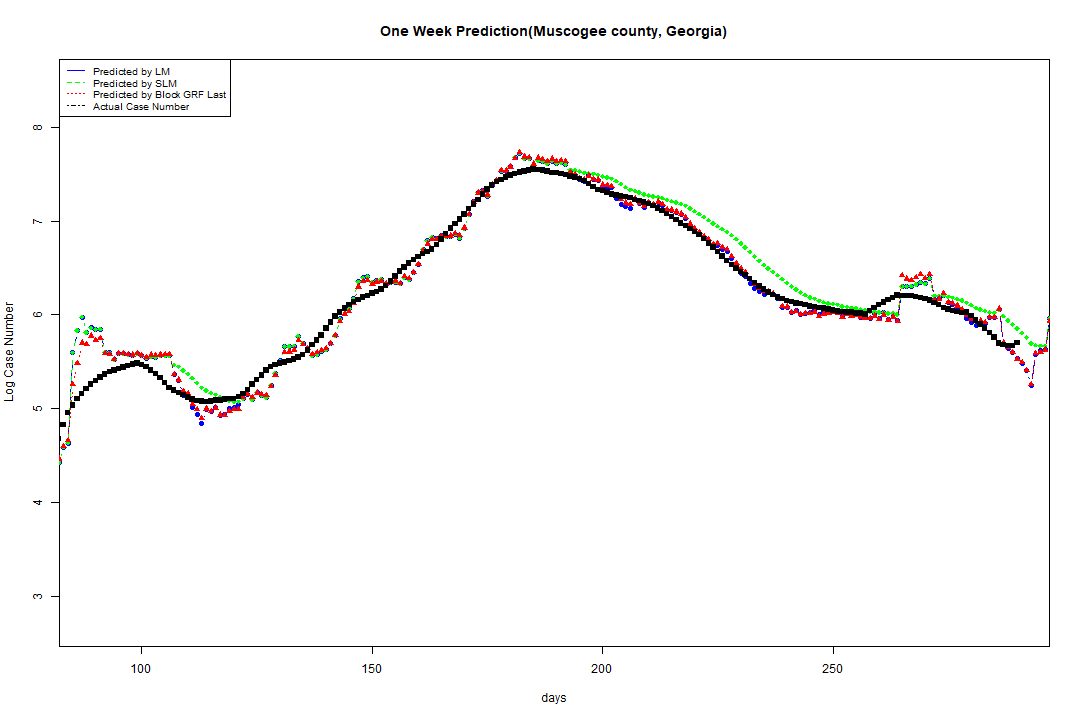 One Week Prediction(Muscogee county, Georgia)
Predicted by LM
Predicted by SLM
Predicted by Block GRF Last
Actual Case Number
Log Case Number
8
7
6
5
4
3
100 150 200 250
days